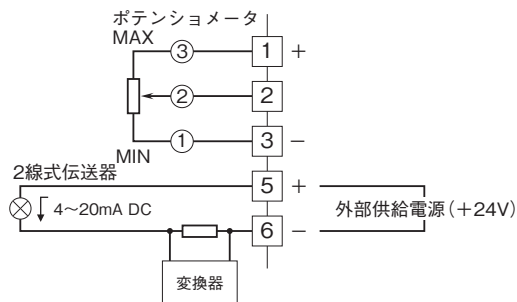 ポテンショメータ
MAX ③ 1 +
② 2
① 3 −
MIN
2線式伝送器
5 +
4～20mA DC
外部供給電源(+24V)
6 −
変換器